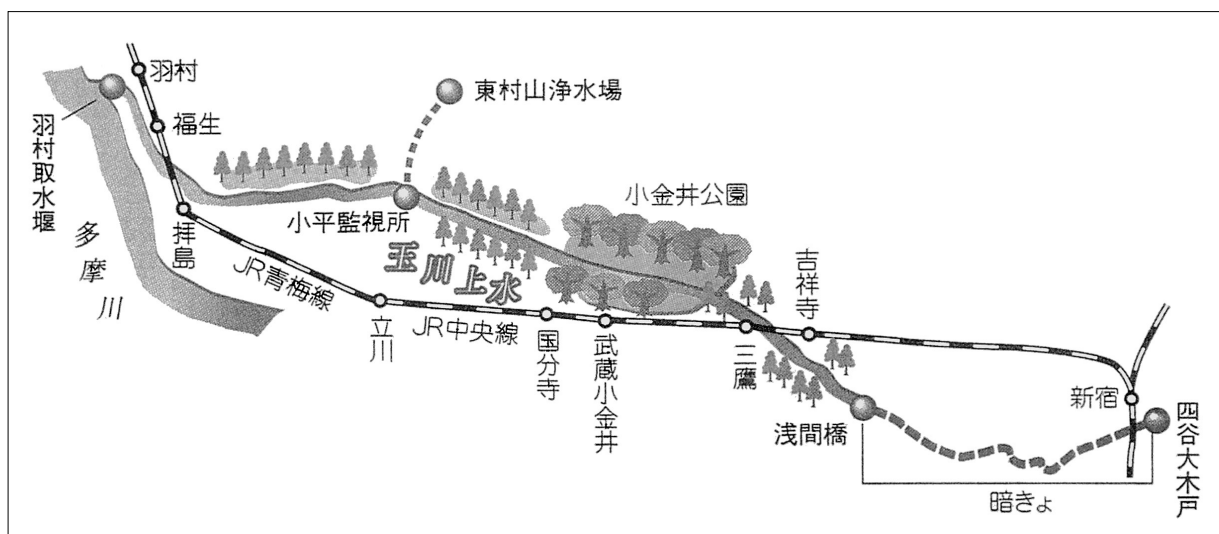 羽村
東村山浄水場
福生
羽村取水堰
小金井公園
小平監視所
拝島
多摩川
玉川上水
JR青梅線
吉祥寺
立川
JR中央線
国分寺
武蔵小金井
三鷹
新宿
浅間橋
四谷大木戸
暗きょ